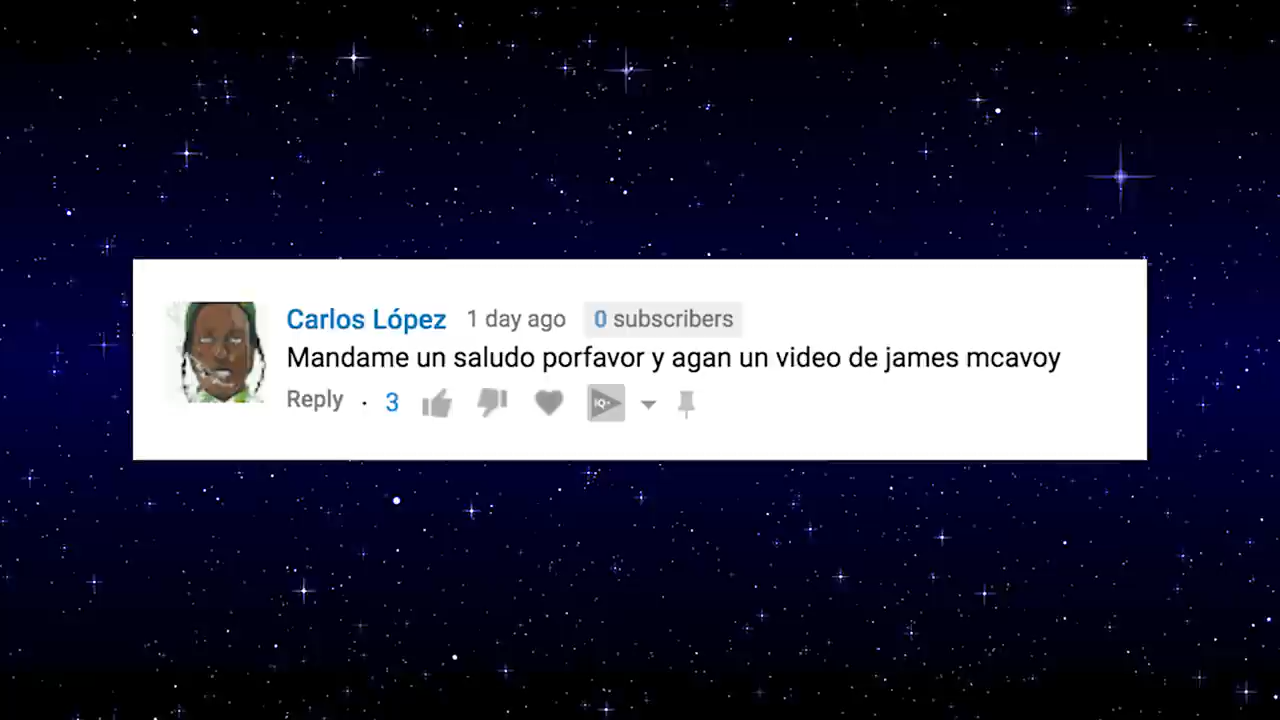 Carlos López 1 day ago 0 subscribers
Mandame un saludo porfavor y agan un video de james mcavoy
Reply · 3 IQ+